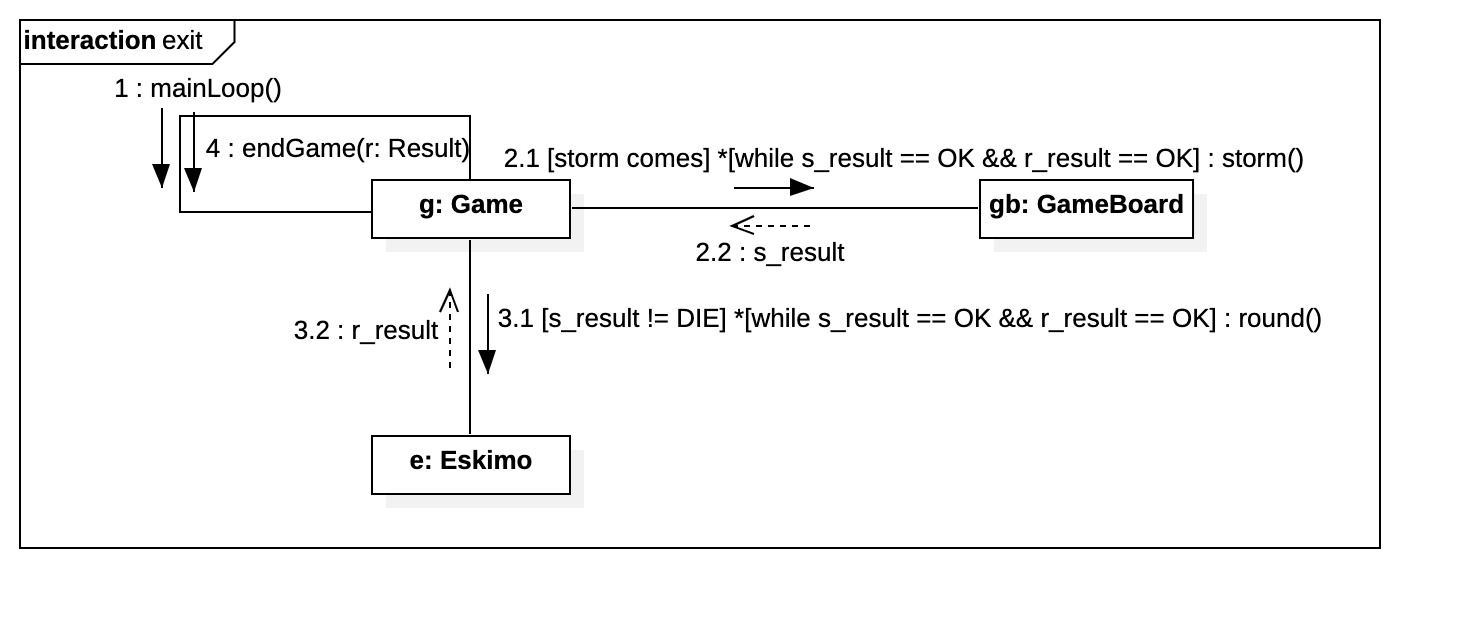 interaction exit
1 : mainLoop()
4 : endGame(r: Result)
2.1 [storm comes] *[while s_result == OK && r_result == OK] : storm()
g: Game
gb: GameBoard
2.2 : s_result
3.1 [s_result != DIE] *[while s_result == OK && r_result == OK] : round()
3.2 : r_result
e: Eskimo